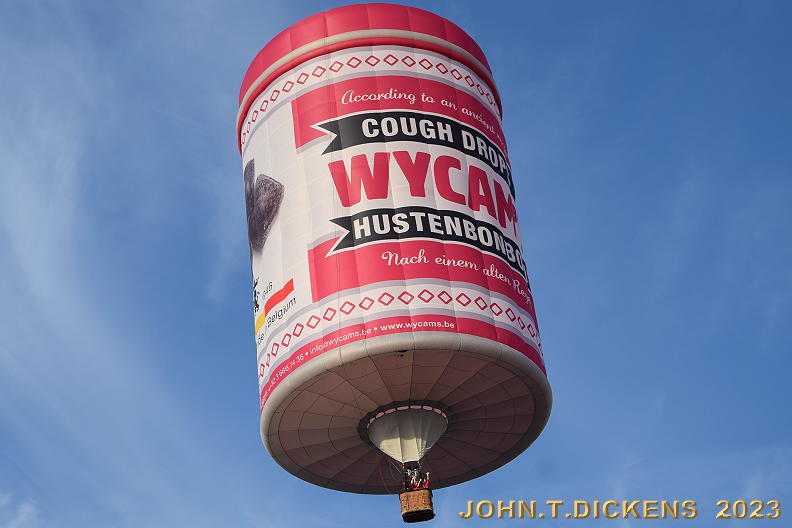 According to an ancient
COUGH DROPS
WYCAM
HUSTENBONBO
Nach einem alten Rez
Belgium
info@wycams.be • www.wycams.be
JOHN.T.DICKENS 2023